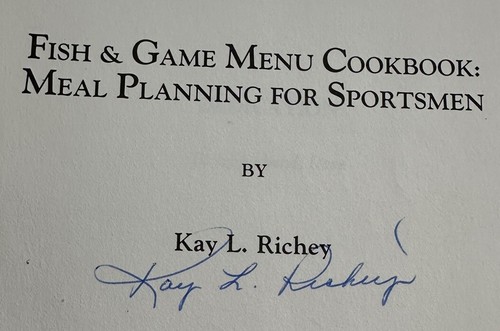 FISH & GAME MENU COOKBOOK:
MEAL PLANNING FOR SPORTSMEN
BY
Kay L. Richey
Kay L. Richey